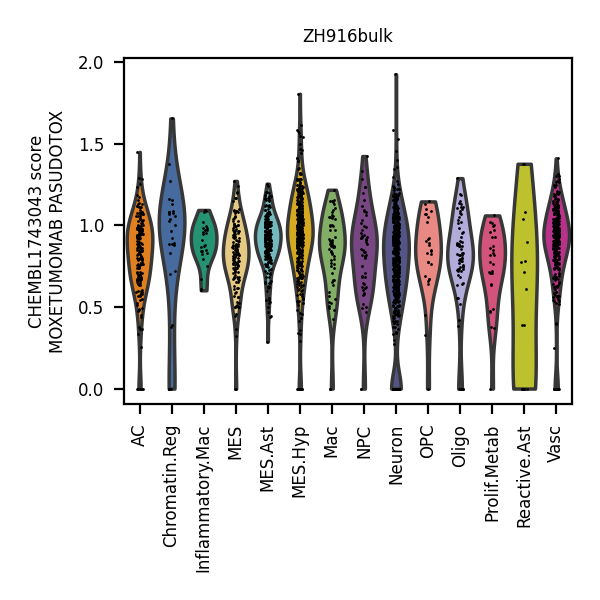 ZH916bulk
CHEMBL1743043 score
MOXETUMOMAB PASUDOTOX
2.0
1.5
1.0
0.5
0.0
AC
Chromatin.Reg
Inflammatory.Mac
MES
MES.Ast
MES.Hyp
Mac
NPC
Neuron
OPC
Oligo
Prolif.Metab
Reactive.Ast
Vasc